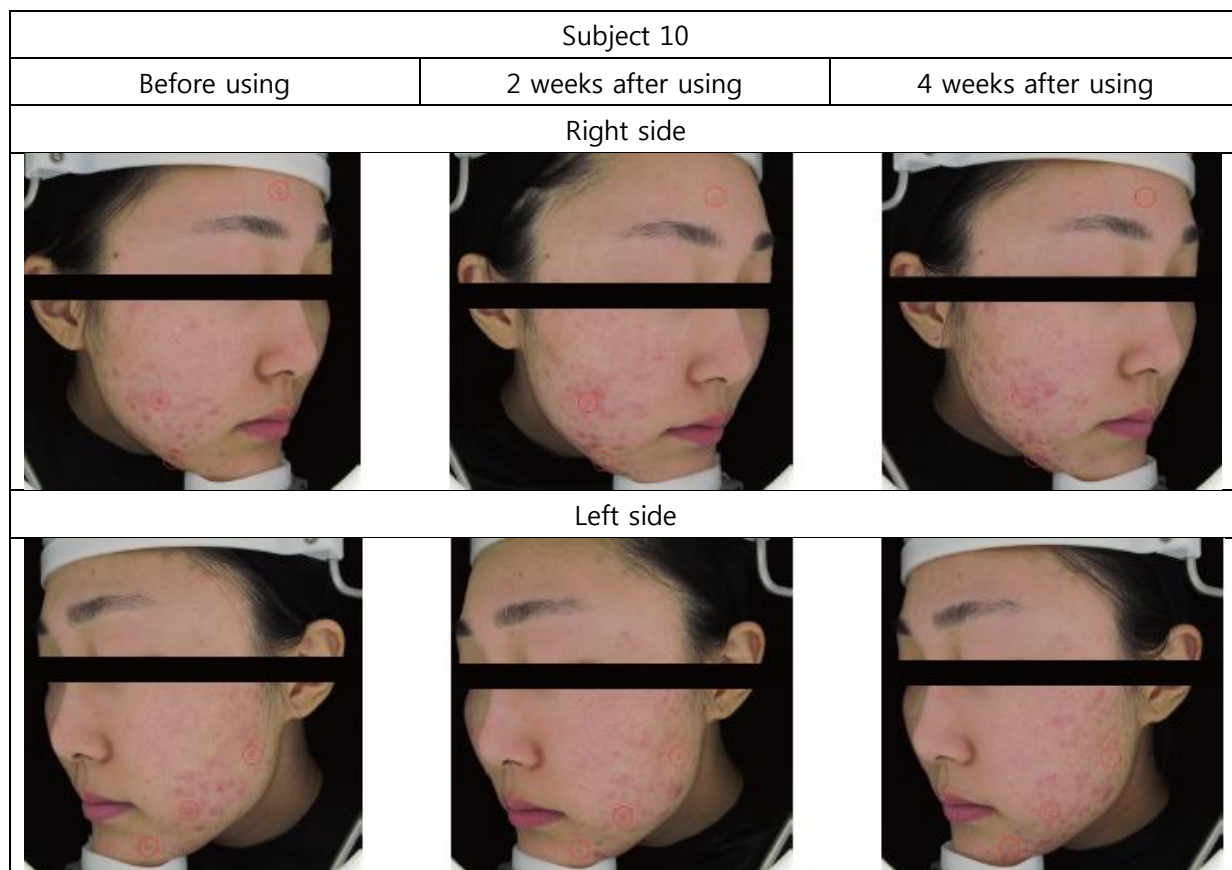 Subject 10
Before using
2 weeks after using
4 weeks after using
Right side
Left side